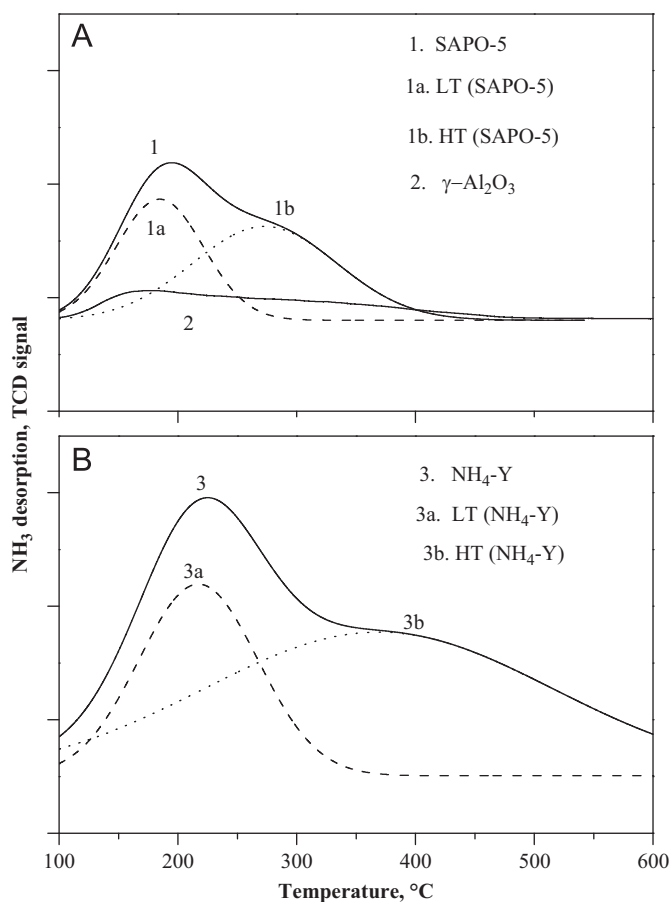 A
1. SAPO-5
1a. LT (SAPO-5)
1b. HT (SAPO-5)
2. γ−Al₂O₃
1
1a
1b
2
B
3. NH₄-Y
3a. LT (NH₄-Y)
3b. HT (NH₄-Y)
3
3a
3b
NH₃ desorption, TCD signal
100 200 300 400 500 600
Temperature, °C